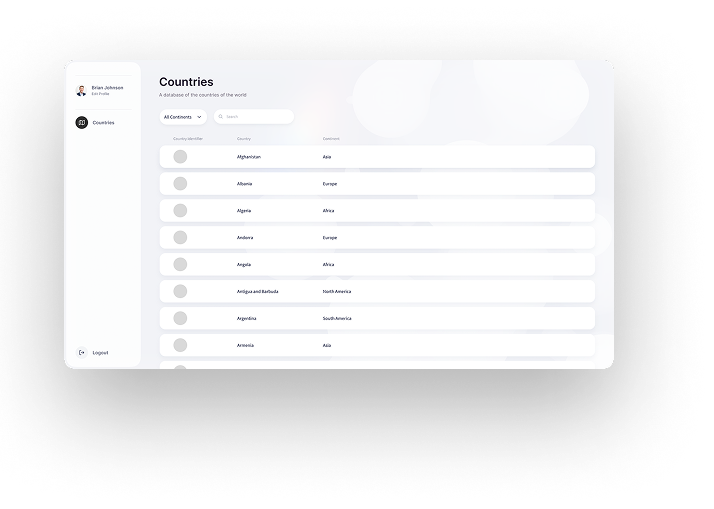 Brian Johnson
Edit Profile
Countries
Logout
Countries
A database of the countries of the world
All Continents
Search
Country Identifier
Country
Continent
Afghanistan
Asia
Albania
Europe
Algeria
Africa
Andorra
Europe
Angola
Africa
Antigua and Barbuda
North America
Argentina
South America
Armenia
Asia